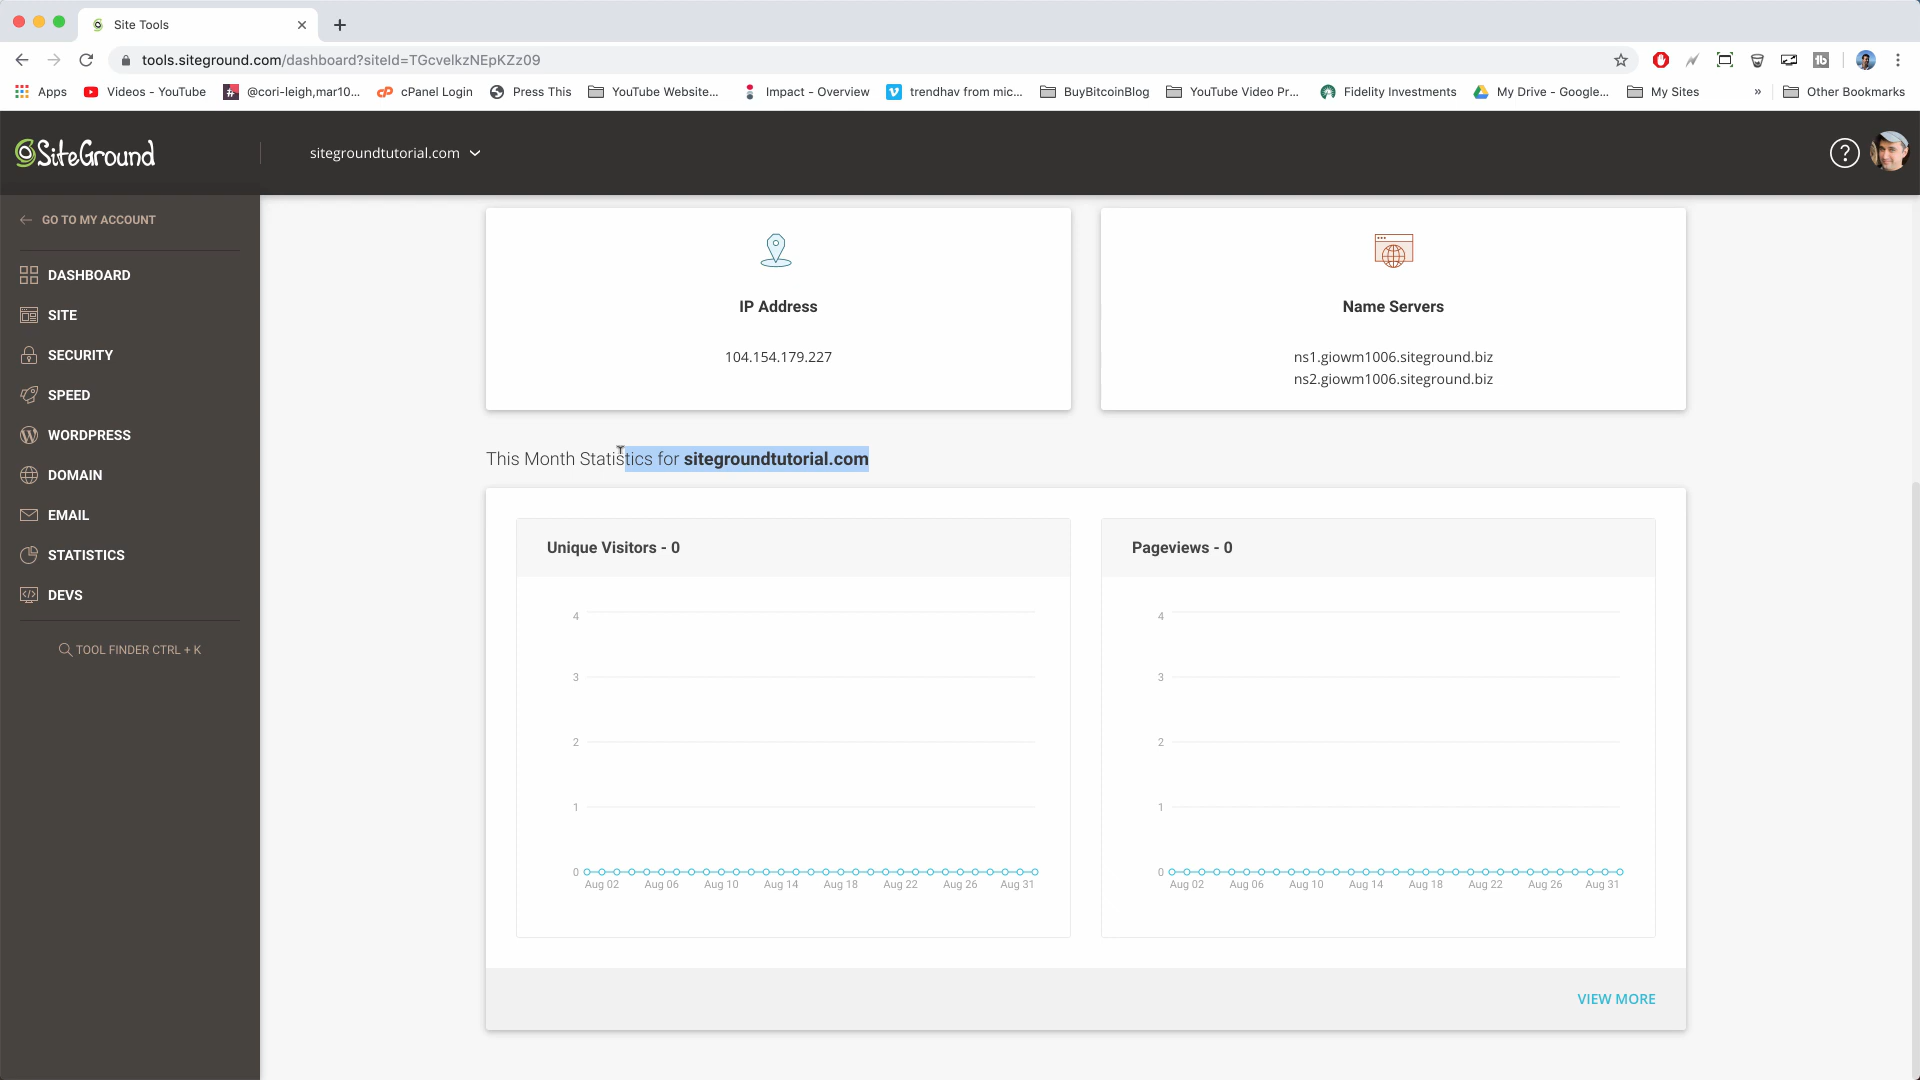 Site Tools
tools.siteground.com/dashboard?siteId=TGcvelkzNEpKZz09
Apps
Videos - YouTube
@cori-leigh,mar10...
cPanel Login
Press This
YouTube Website...
Impact - Overview
trendhav from mic...
BuyBitcoinBlog
YouTube Video Pr...
Fidelity Investments
My Drive - Google...
My Sites
»
Other Bookmarks
SiteGround
sitegroundtutorial.com
?
GO TO MY ACCOUNT
DASHBOARD
SITE
SECURITY
SPEED
WORDPRESS
DOMAIN
EMAIL
STATISTICS
DEVS
TOOL FINDER CTRL + K
IP Address
104.154.179.227
Name Servers
ns1.giowm1006.siteground.biz
ns2.giowm1006.siteground.biz
This Month Statistics for sitegroundtutorial.com
Unique Visitors - 0
4
3
2
1
0
Aug 02 Aug 06 Aug 10 Aug 14 Aug 18 Aug 22 Aug 26 Aug 31
Pageviews - 0
4
3
2
1
0
Aug 02 Aug 06 Aug 10 Aug 14 Aug 18 Aug 22 Aug 26 Aug 31
VIEW MORE